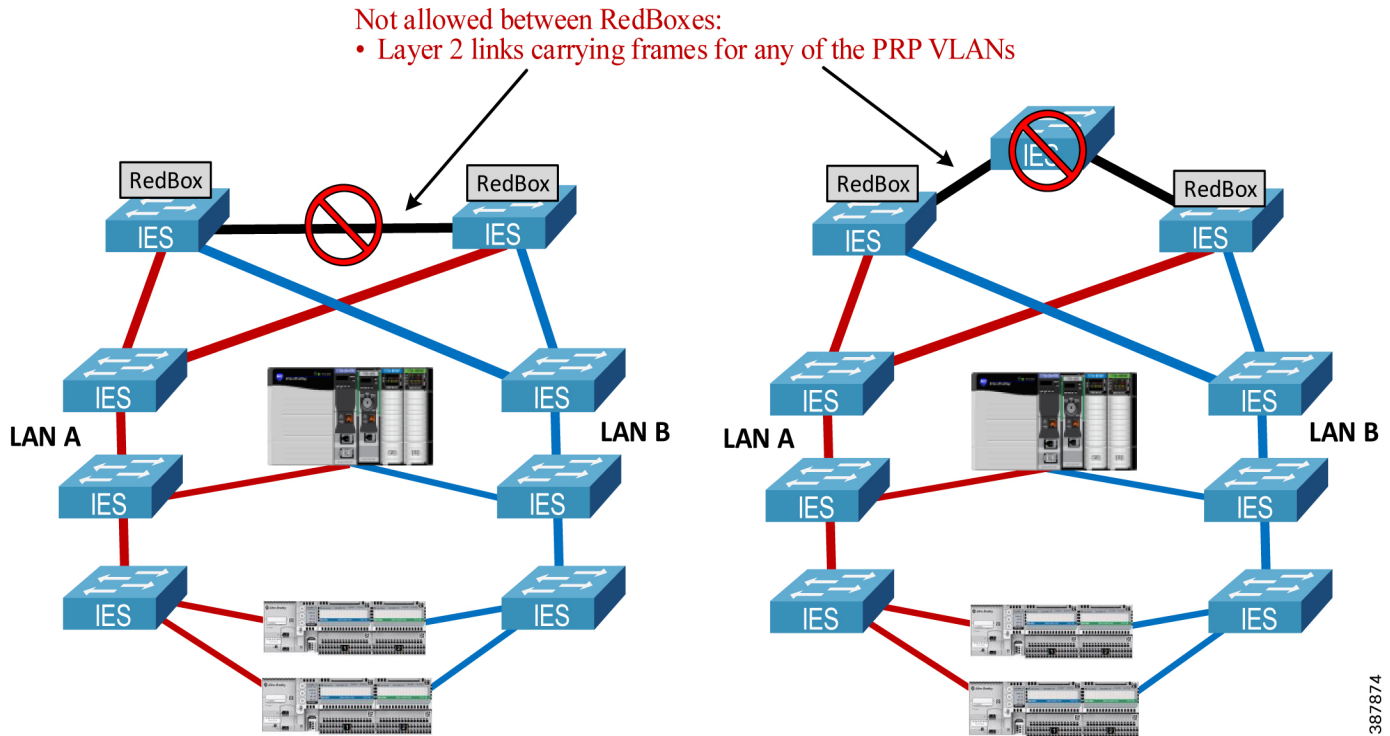 Not allowed between RedBoxes:
• Layer 2 links carrying frames for any of the PRP VLANs
IES
RedBox
RedBox
RedBox
RedBox
IES
IES
IES
IES
IES
IES
IES
IES
LAN A
LAN B
LAN A
LAN B
IES
IES
IES
IES
IES
IES
IES
IES
387874